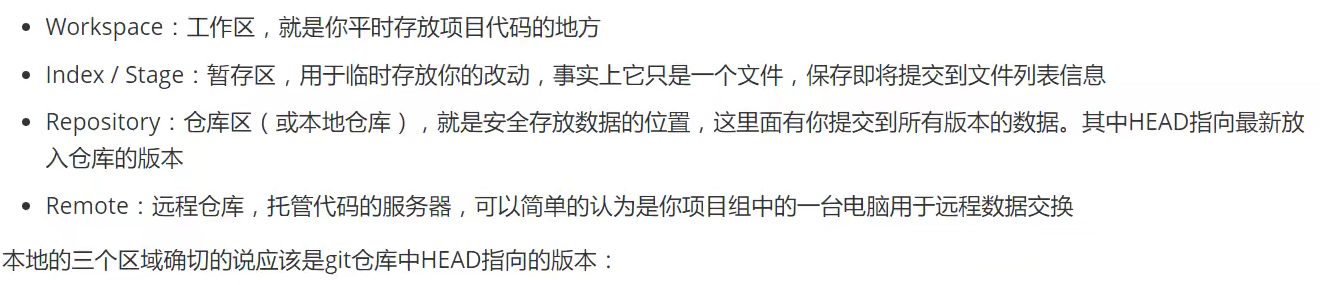 • Workspace：工作区，就是你平时存放项目代码的地方
• Index / Stage：暂存区，用于临时存放你的改动，事实上它只是一个文件，保存即将提交到文件列表信息
• Repository：仓库区（或本地仓库），就是安全存放数据的位置，这里面有你提交到所有版本的数据。其中HEAD指向最新放
入仓库的版本
• Remote：远程仓库，托管代码的服务器，可以简单的认为是你项目组中的一台电脑用于远程数据交换
本地的三个区域确切的说应该是git仓库中HEAD指向的版本：